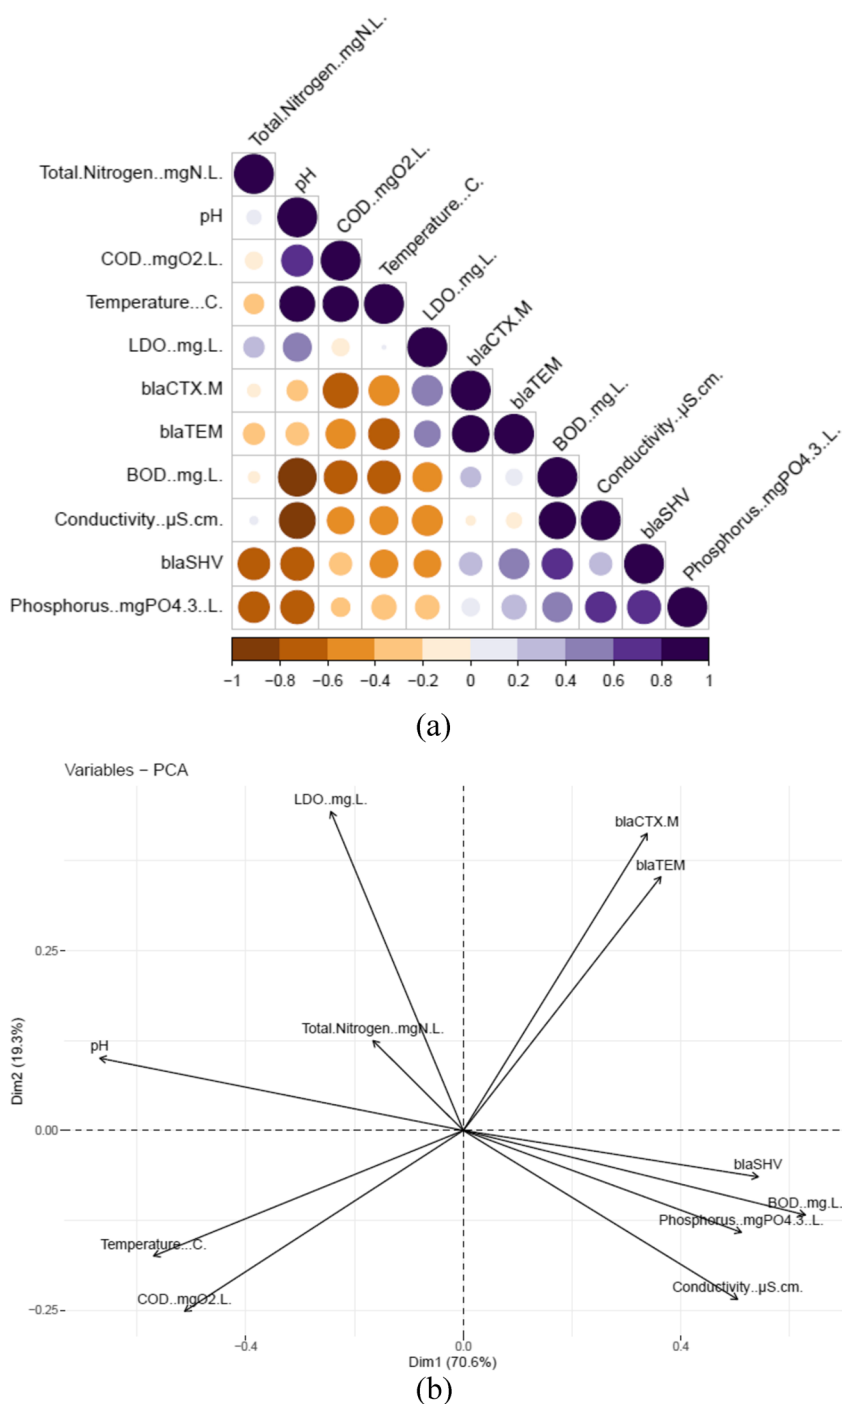 Total.Nitrogen..mgN.L.
pH
COD..mgO2.L.
Temperature...C.
LDO..mg.L.
blaCTX.M
blaTEM
BOD..mg.L.
Conductivity..µS.cm.
blaSHV
Phosphorus..mgPO4.3..L.
Total.Nitrogen..mgN.L.
pH
COD..mgO2.L.
Temperature...C.
LDO..mg.L.
blaCTX.M
blaTEM
BOD..mg.L.
Conductivity..µS.cm.
blaSHV
Phosphorus..mgPO4.3..L.
−1 −0.8 −0.6 −0.4 −0.2 0 0.2 0.4 0.6 0.8 1
(a)
Variables − PCA
LDO..mg.L.
blaCTX.M
blaTEM
0.25
Total.Nitrogen..mgN.L.
pH
Dim2 (19.3%)
0.00
blaSHV
BOD..mg.L.
Phosphorus..mgPO4.3..L.
Temperature...C.
Conductivity..µS.cm.
COD..mgO2.L.
−0.25
−0.4 0.0 0.4
Dim1 (70.6%)
(b)